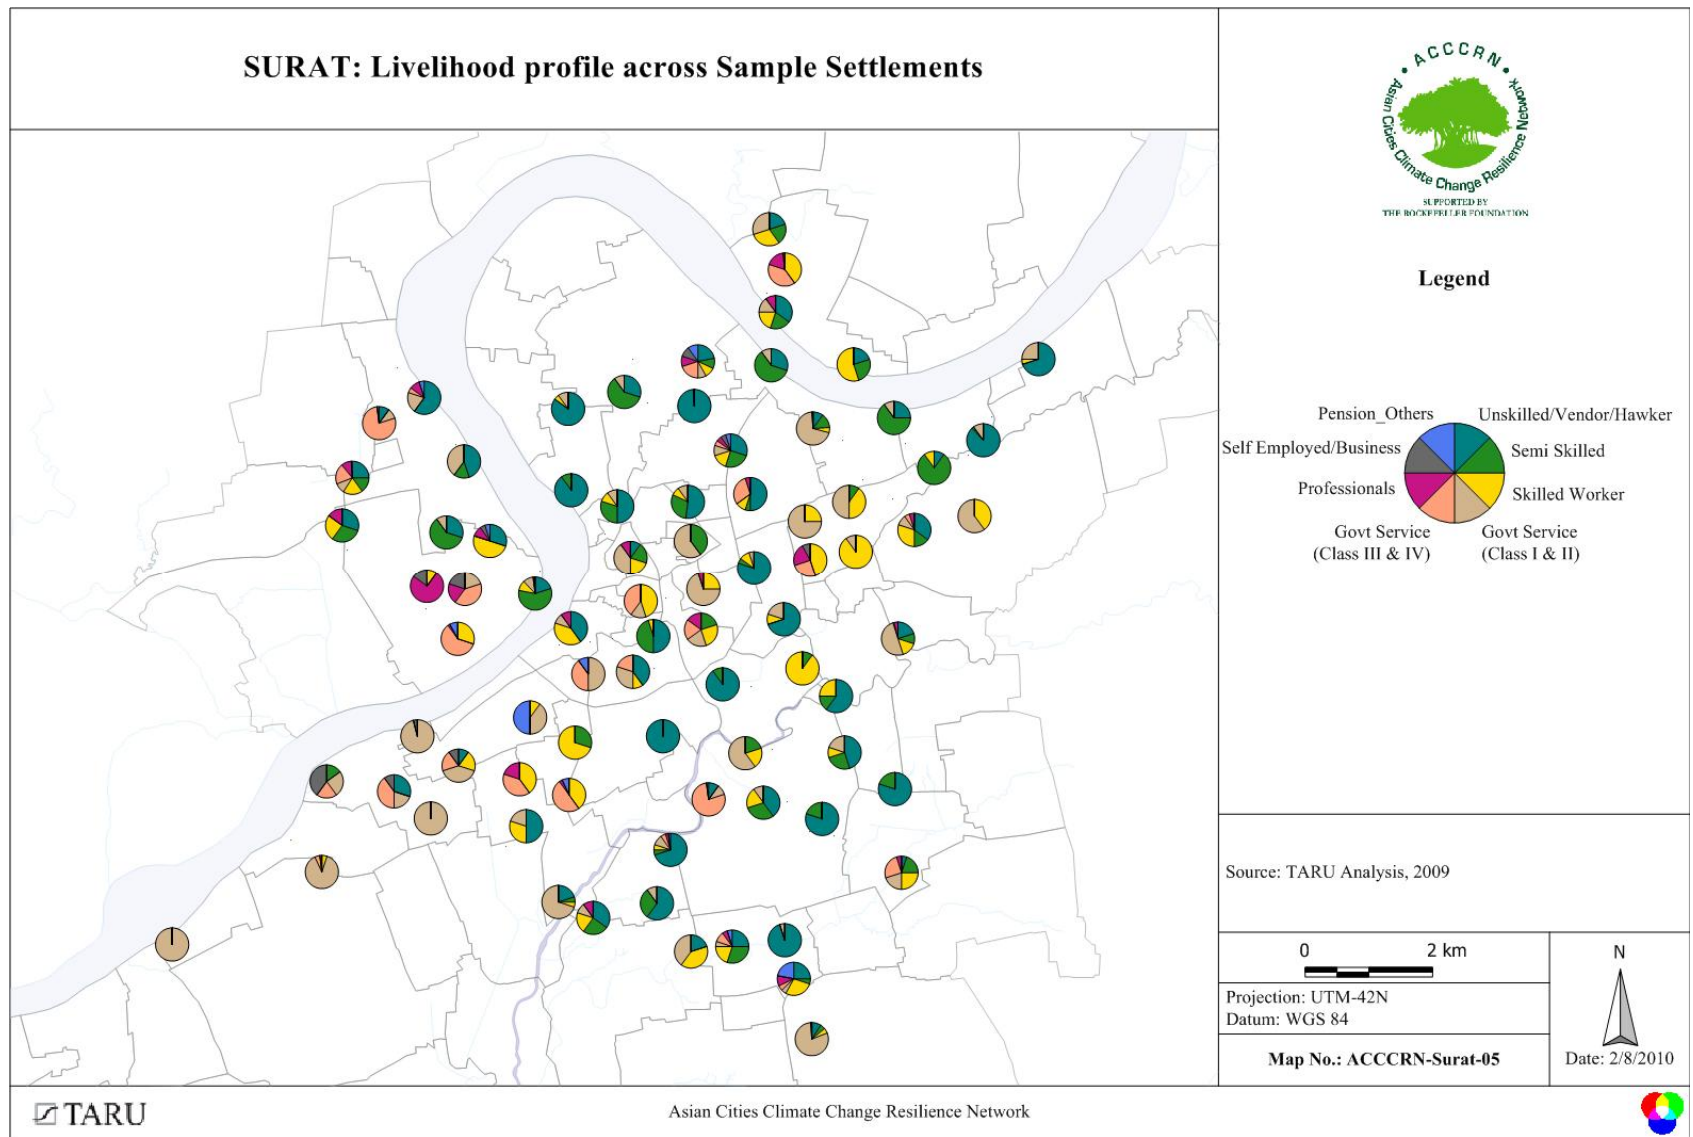 SURAT: Livelihood profile across Sample Settlements
ACCCRN
Asian Cities Climate Change Resilience Network
SUPPORTED BY
THE ROCKEFELLER FOUNDATION
Legend
Pension_Others
Unskilled/Vendor/Hawker
Self Employed/Business
Semi Skilled
Professionals
Skilled Worker
Govt Service
(Class III & IV)
Govt Service
(Class I & II)
Source: TARU Analysis, 2009
0 2 km
N
Projection: UTM-42N
Datum: WGS 84
Map No.: ACCCRN-Surat-05
Date: 2/8/2010
TARU
Asian Cities Climate Change Resilience Network